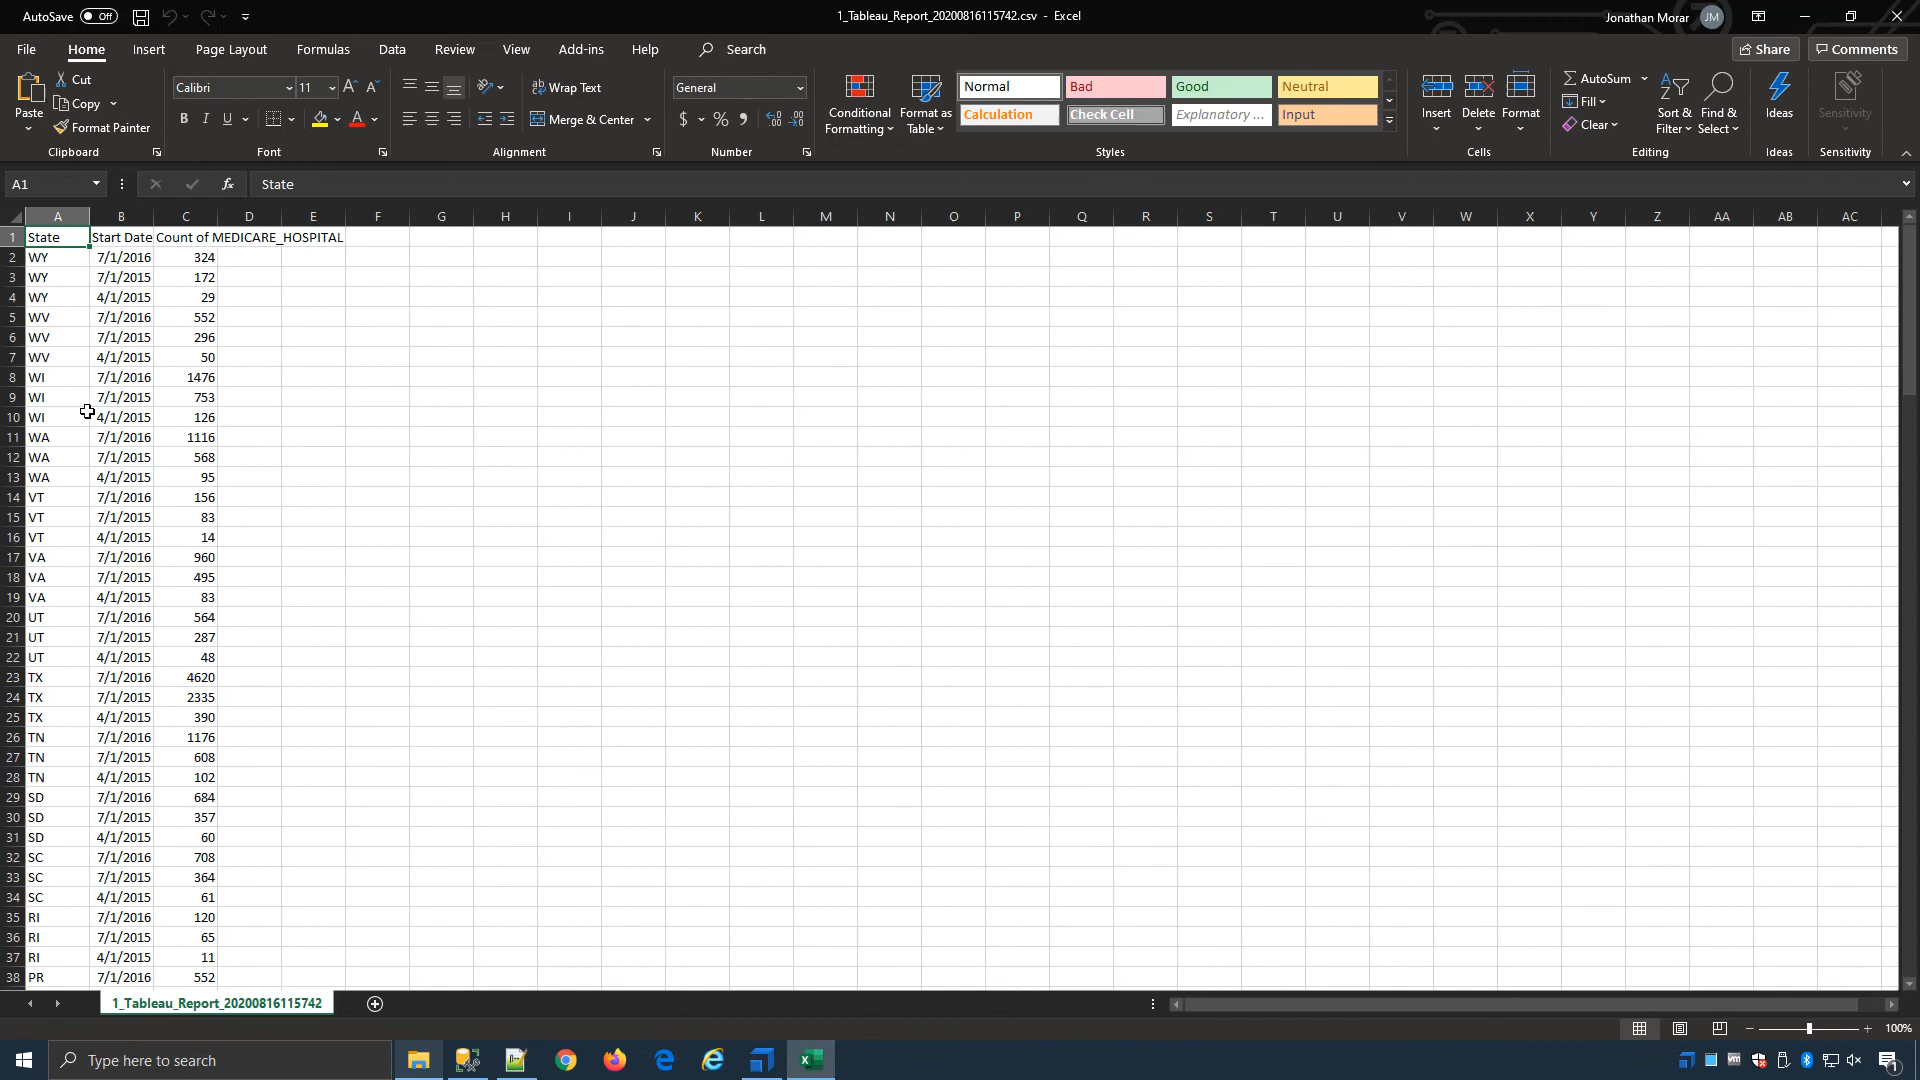 AutoSave Off 1_Tableau_Report_20200816115742.csv - Excel Jonathan Morar JM
File Home Insert Page Layout Formulas Data Review View Add-ins Help Search Share Comments
Paste Cut Copy Format Painter Clipboard
Calibri 11 B I U A Font
Wrap Text Merge & Center Alignment
General $ % Number
Conditional Formatting Format as Table
Normal Bad Good Neutral
Calculation Check Cell Explanatory ... Input
Styles
Insert Delete Format Cells
AutoSum Fill Clear Sort & Filter Find & Select Editing
Ideas Ideas
Sensitivity Sensitivity
A1 fx State
A B C D E F G H I J K L M N O P Q R S T U V W X Y Z AA AB AC
1 State Start Date Count of MEDICARE_HOSPITAL
2 WY 7/1/2016 324
3 WY 7/1/2015 172
4 WY 4/1/2015 29
5 WV 7/1/2016 552
6 WV 7/1/2015 296
7 WV 4/1/2015 50
8 WI 7/1/2016 1476
9 WI 7/1/2015 753
10 WI 4/1/2015 126
11 WA 7/1/2016 1116
12 WA 7/1/2015 568
13 WA 4/1/2015 95
14 VT 7/1/2016 156
15 VT 7/1/2015 83
16 VT 4/1/2015 14
17 VA 7/1/2016 960
18 VA 7/1/2015 495
19 VA 4/1/2015 83
20 UT 7/1/2016 564
21 UT 7/1/2015 287
22 UT 4/1/2015 48
23 TX 7/1/2016 4620
24 TX 7/1/2015 2335
25 TX 4/1/2015 390
26 TN 7/1/2016 1176
27 TN 7/1/2015 608
28 TN 4/1/2015 102
29 SD 7/1/2016 684
30 SD 7/1/2015 357
31 SD 4/1/2015 60
32 SC 7/1/2016 708
33 SC 7/1/2015 364
34 SC 4/1/2015 61
35 RI 7/1/2016 120
36 RI 7/1/2015 65
37 RI 4/1/2015 11
38 PR 7/1/2016 552
1_Tableau_Report_20200816115742
100%
Type here to search